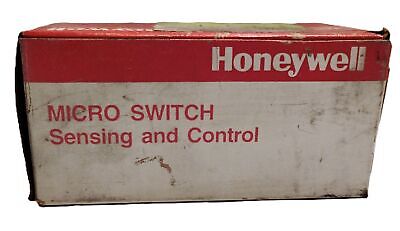 Honeywell
MICRO SWITCH
Sensing and Control